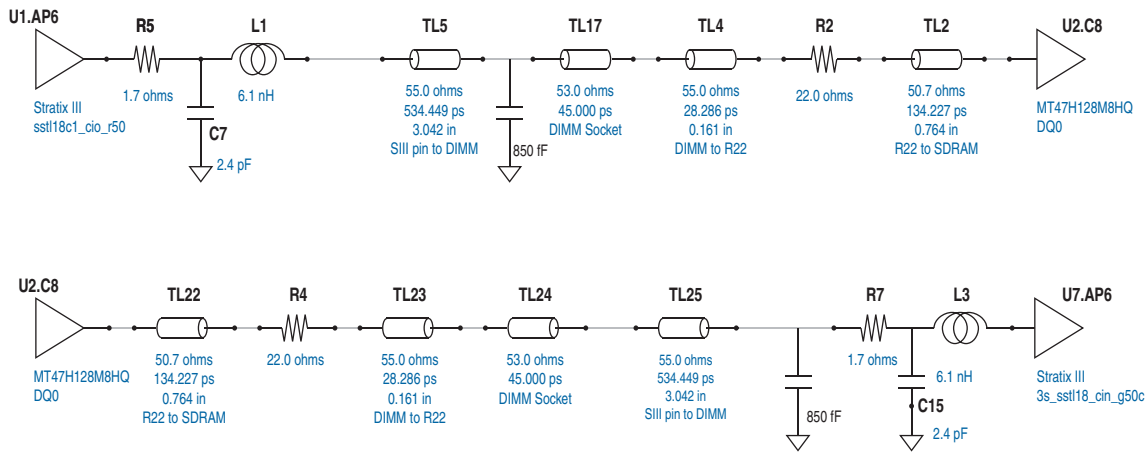 U1.AP6
R5
L1
TL5
TL17
TL4
R2
TL2
U2.C8
Stratix III
sstl18c1_cio_r50
1.7 ohms
C7
2.4 pF
6.1 nH
55.0 ohms
534.449 ps
3.042 in
SIII pin to DIMM
850 fF
53.0 ohms
45.000 ps
DIMM Socket
55.0 ohms
28.286 ps
0.161 in
DIMM to R22
22.0 ohms
50.7 ohms
134.227 ps
0.764 in
R22 to SDRAM
MT47H128M8HQ
DQ0
U2.C8
TL22
R4
TL23
TL24
TL25
R7
L3
U7.AP6
MT47H128M8HQ
DQ0
50.7 ohms
134.227 ps
0.764 in
R22 to SDRAM
22.0 ohms
55.0 ohms
28.286 ps
0.161 in
DIMM to R22
53.0 ohms
45.000 ps
DIMM Socket
55.0 ohms
534.449 ps
3.042 in
SIII pin to DIMM
850 fF
1.7 ohms
C15
2.4 pF
6.1 nH
Stratix III
3s_sstl18_cin_g50c